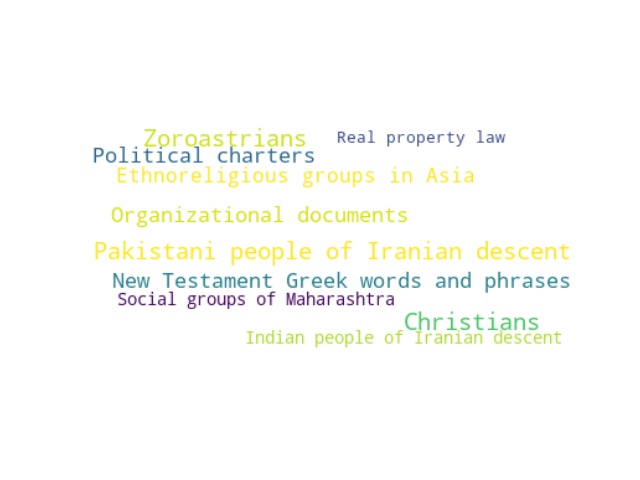 Zoroastrians
Real property law
Political charters
Ethnoreligious groups in Asia
Organizational documents
Pakistani people of Iranian descent
New Testament Greek words and phrases
Social groups of Maharashtra
Christians
Indian people of Iranian descent